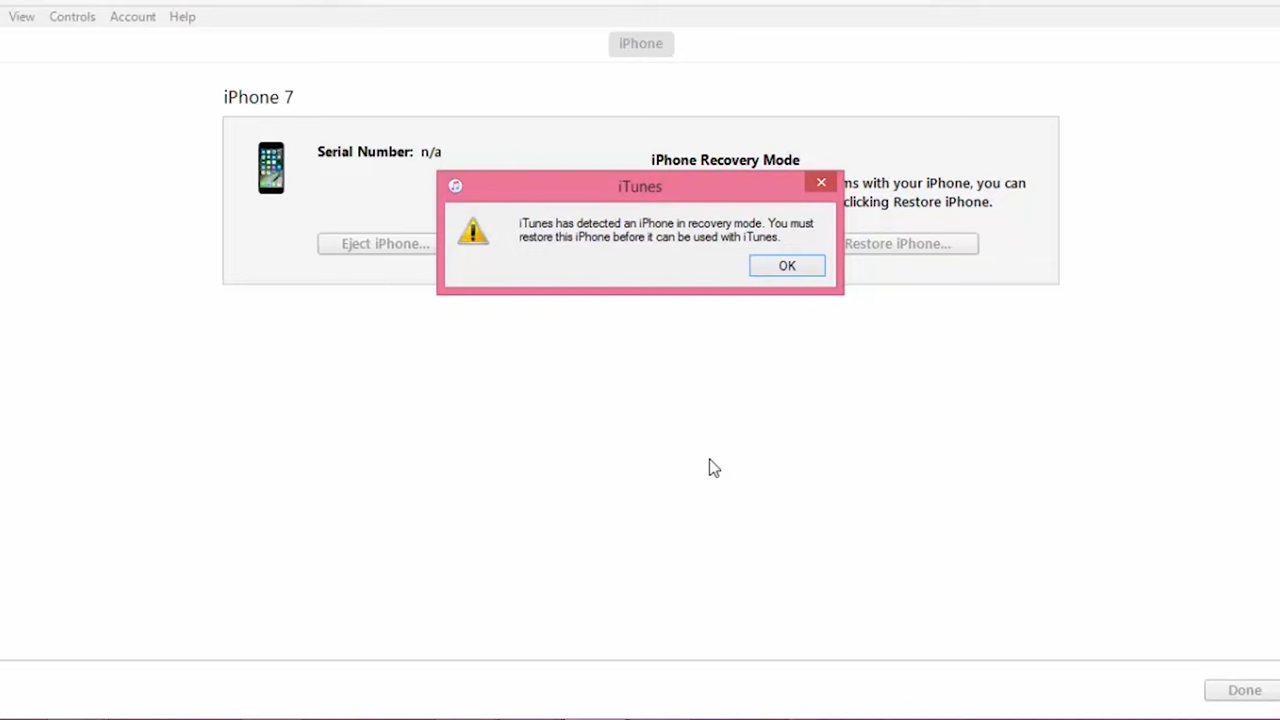 View Controls Account Help
iPhone
iPhone 7
Serial Number: n/a
iPhone Recovery Mode
iTunes
ms with your iPhone, you can
clicking Restore iPhone.
iTunes has detected an iPhone in recovery mode. You must
restore this iPhone before it can be used with iTunes.
Eject iPhone...
Restore iPhone...
OK
Done